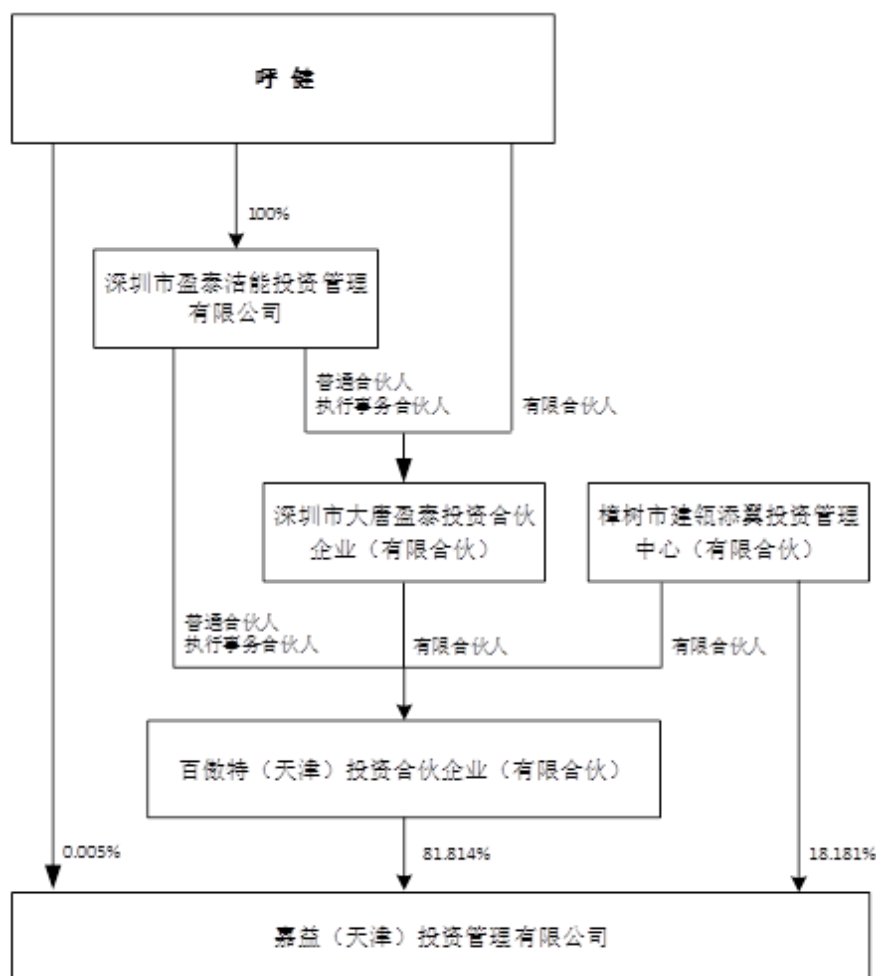 呼 健
100%
深圳市盈泰洁能投资管理
有限公司
普通合伙人
执行事务合伙人
有限合伙人
深圳市大唐盈泰投资合伙
企业（有限合伙）
樟树市建瓴添翼投资管理
中心（有限合伙）
普通合伙人
执行事务合伙人
有限合伙人
有限合伙人
百傲特（天津）投资合伙企业（有限合伙）
0.005%
81.814%
18.181%
嘉益（天津）投资管理有限公司